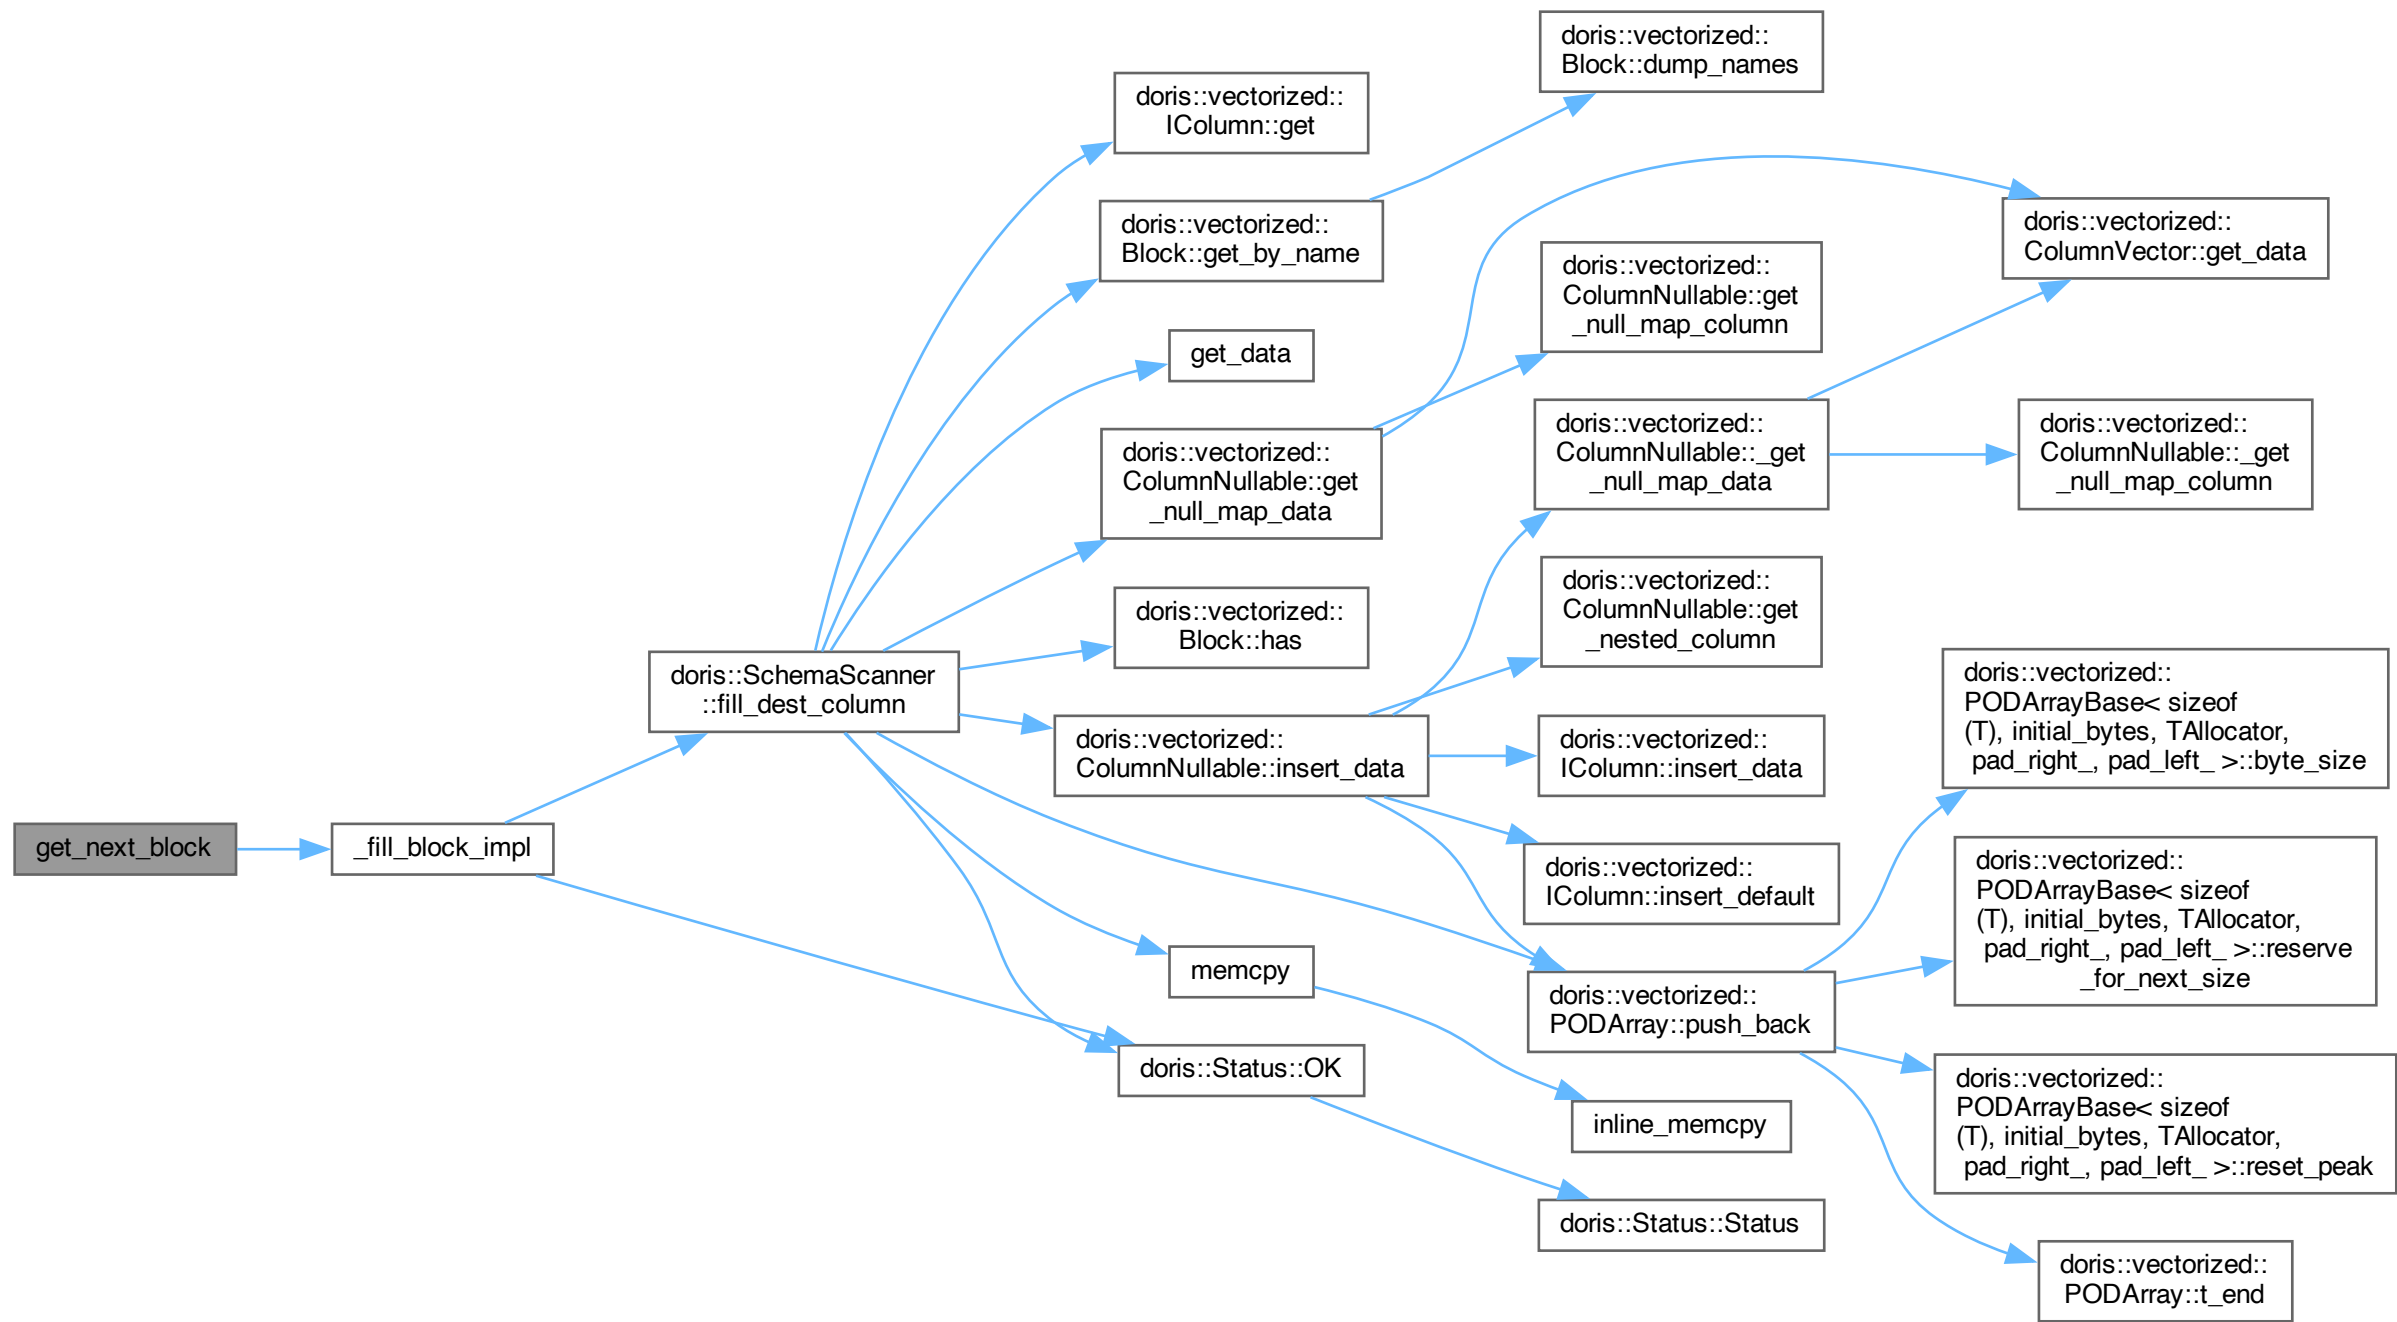 get_next_block
_fill_block_impl
doris::SchemaScanner
::fill_dest_column
doris::vectorized::
IColumn::get
doris::vectorized::
Block::get_by_name
get_data
doris::vectorized::
ColumnNullable::get
_null_map_data
doris::vectorized::
Block::has
doris::vectorized::
ColumnNullable::insert_data
memcpy
doris::Status::OK
doris::vectorized::
Block::dump_names
doris::vectorized::
ColumnNullable::get
_null_map_column
doris::vectorized::
ColumnNullable::_get
_null_map_data
doris::vectorized::
ColumnNullable::get
_nested_column
doris::vectorized::
IColumn::insert_data
doris::vectorized::
IColumn::insert_default
doris::vectorized::
PODArray::push_back
inline_memcpy
doris::Status::Status
doris::vectorized::
ColumnVector::get_data
doris::vectorized::
ColumnNullable::_get
_null_map_column
doris::vectorized::
PODArrayBase< sizeof
(T), initial_bytes, TAllocator,
pad_right_, pad_left_ >::byte_size
doris::vectorized::
PODArrayBase< sizeof
(T), initial_bytes, TAllocator,
pad_right_, pad_left_ >::reserve
_for_next_size
doris::vectorized::
PODArrayBase< sizeof
(T), initial_bytes, TAllocator,
pad_right_, pad_left_ >::reset_peak
doris::vectorized::
PODArray::t_end